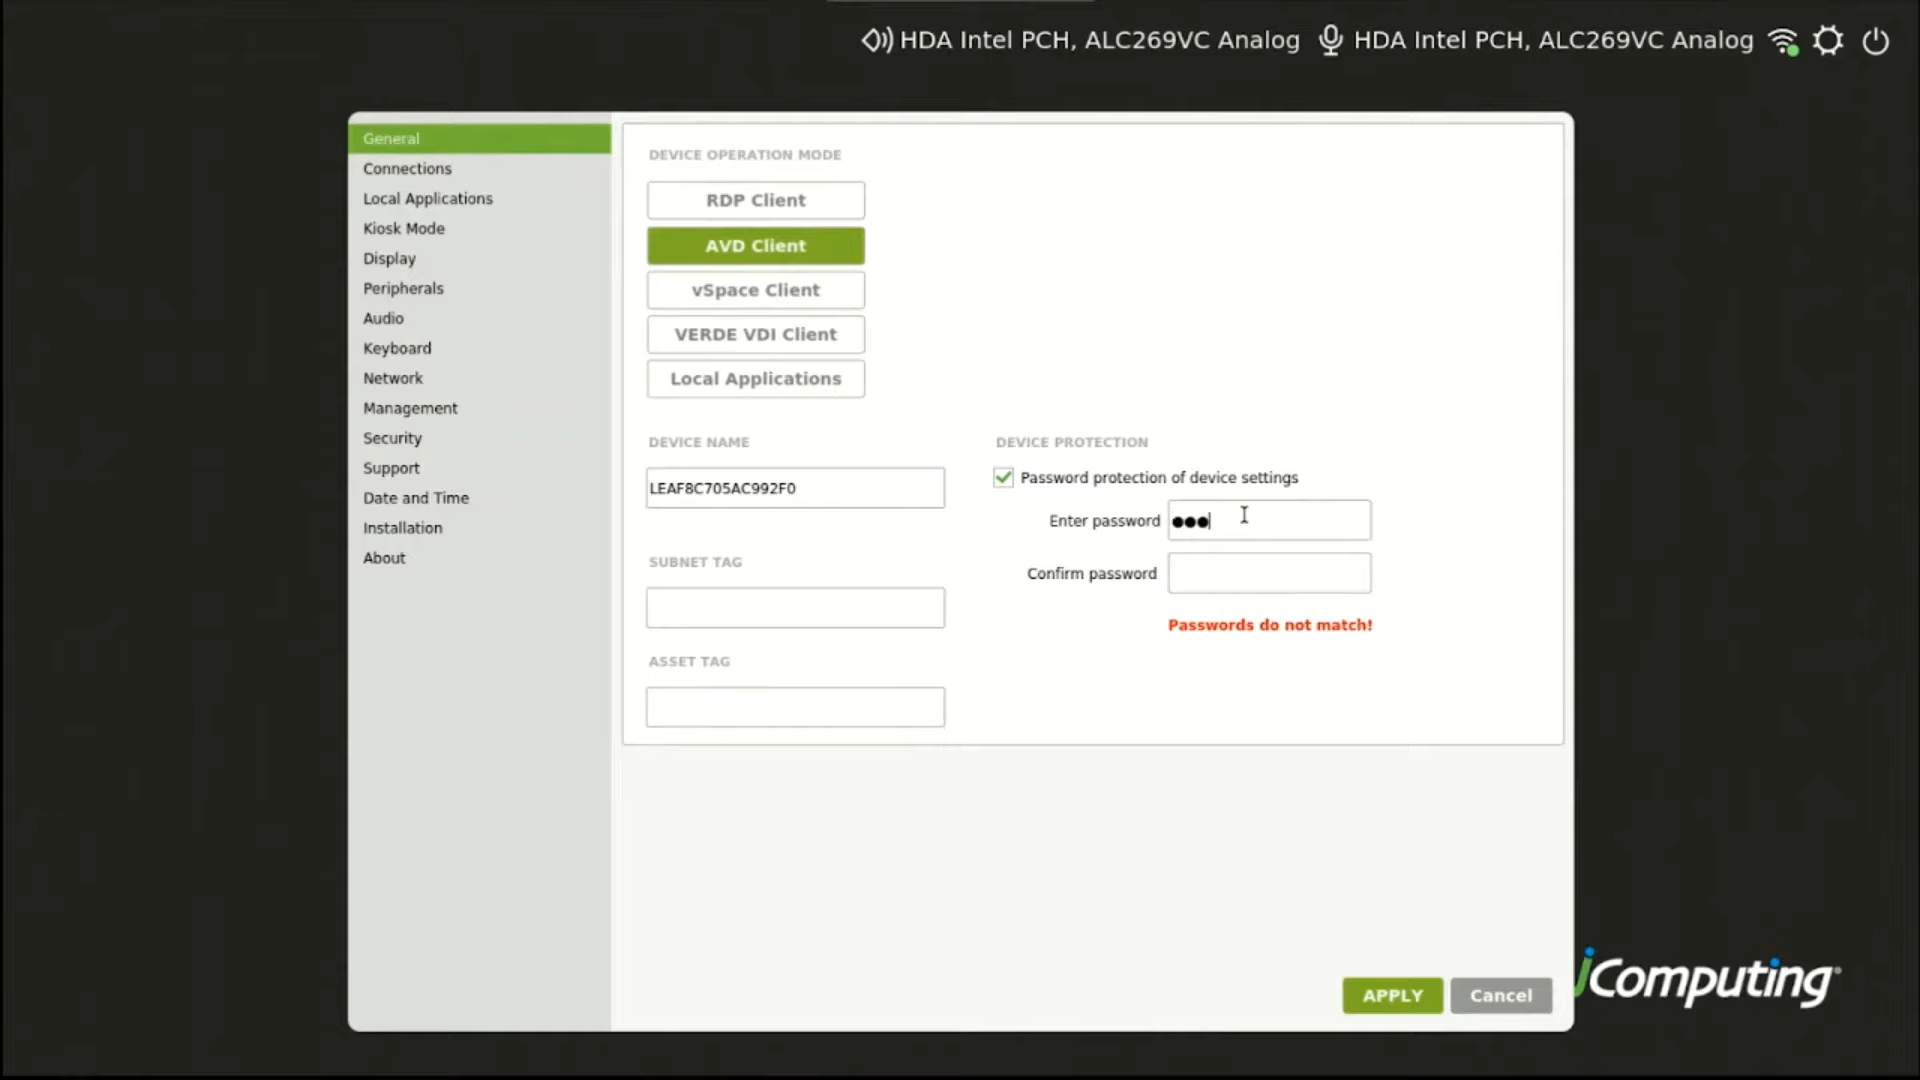 HDA Intel PCH, ALC269VC Analog HDA Intel PCH, ALC269VC Analog
General
Connections
Local Applications
Kiosk Mode
Display
Peripherals
Audio
Keyboard
Network
Management
Security
Support
Date and Time
Installation
About
DEVICE OPERATION MODE
RDP Client
AVD Client
vSpace Client
VERDE VDI Client
Local Applications
DEVICE NAME
LEAF8C705AC992F0
SUBNET TAG
ASSET TAG
DEVICE PROTECTION
Password protection of device settings
Enter password ●●●
Confirm password
Passwords do not match!
APPLY Cancel
Computing®